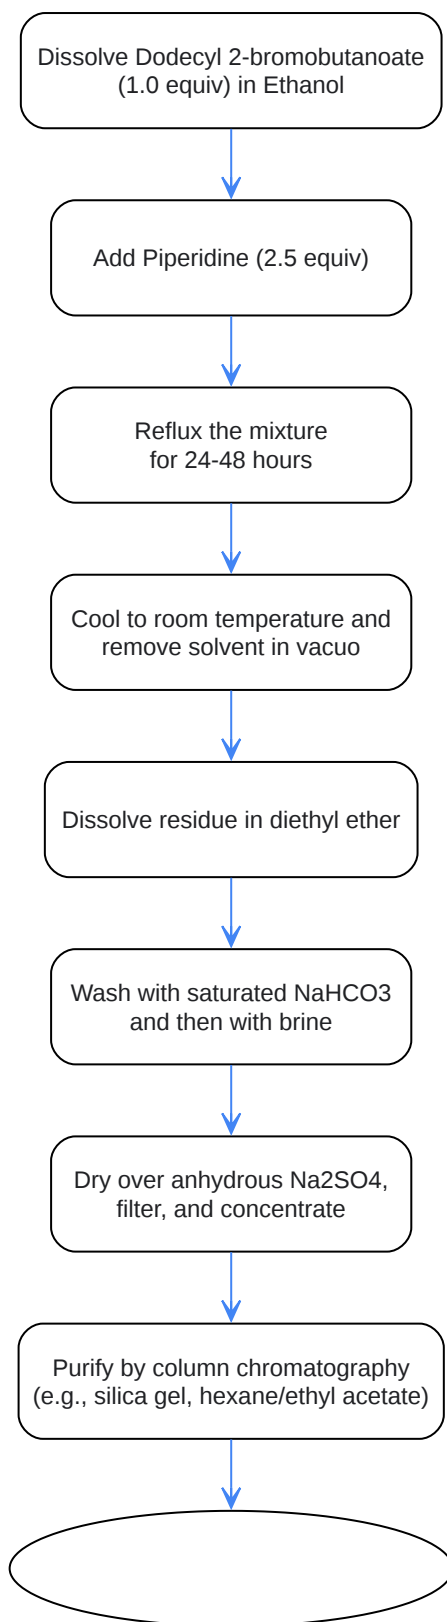 Dissolve Dodecyl 2-bromobutanoate
(1.0 equiv) in Ethanol
Add Piperidine (2.5 equiv)
Reflux the mixture
for 24-48 hours
Cool to room temperature and
remove solvent in vacuo
Dissolve residue in diethyl ether
Wash with saturated NaHCO3
and then with brine
Dry over anhydrous Na2SO4,
filter, and concentrate
Purify by column chromatography
(e.g., silica gel, hexane/ethyl acetate)